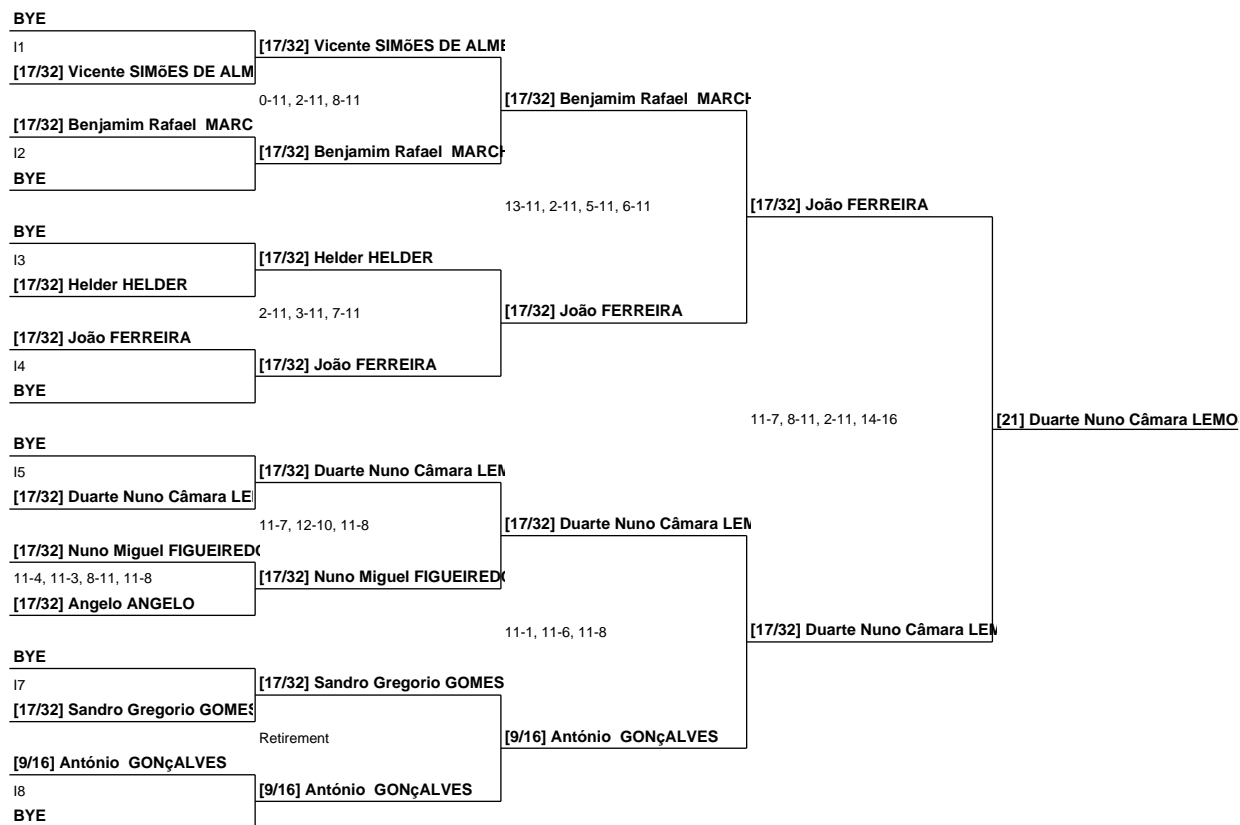 BYE
I1
[17/32] Vicente SIMõES DE ALM
[17/32] Benjamim Rafael MARC
I2
BYE
BYE
I3
[17/32] Helder HELDER
[17/32] João FERREIRA
I4
BYE
BYE
I5
[17/32] Duarte Nuno Câmara LE
[17/32] Nuno Miguel FIGUEIREDO
11-4, 11-3, 8-11, 11-8
[17/32] Angelo ANGELO
BYE
I7
[17/32] Sandro Gregorio GOMES
[9/16] António GONçALVES
I8
BYE
[17/32] Vicente SIMõES DE ALME
0-11, 2-11, 8-11
[17/32] Benjamim Rafael MARCH
[17/32] Helder HELDER
2-11, 3-11, 7-11
[17/32] João FERREIRA
[17/32] Duarte Nuno Câmara LEM
11-7, 12-10, 11-8
[17/32] Nuno Miguel FIGUEIREDO
[17/32] Sandro Gregorio GOMES
Retirement
[9/16] António GONçALVES
[17/32] Benjamim Rafael MARCH
13-11, 2-11, 5-11, 6-11
[17/32] João FERREIRA
[17/32] Duarte Nuno Câmara LEM
11-1, 11-6, 11-8
[9/16] António GONçALVES
[17/32] João FERREIRA
11-7, 8-11, 2-11, 14-16
[17/32] Duarte Nuno Câmara LEM
[21] Duarte Nuno Câmara LEMO